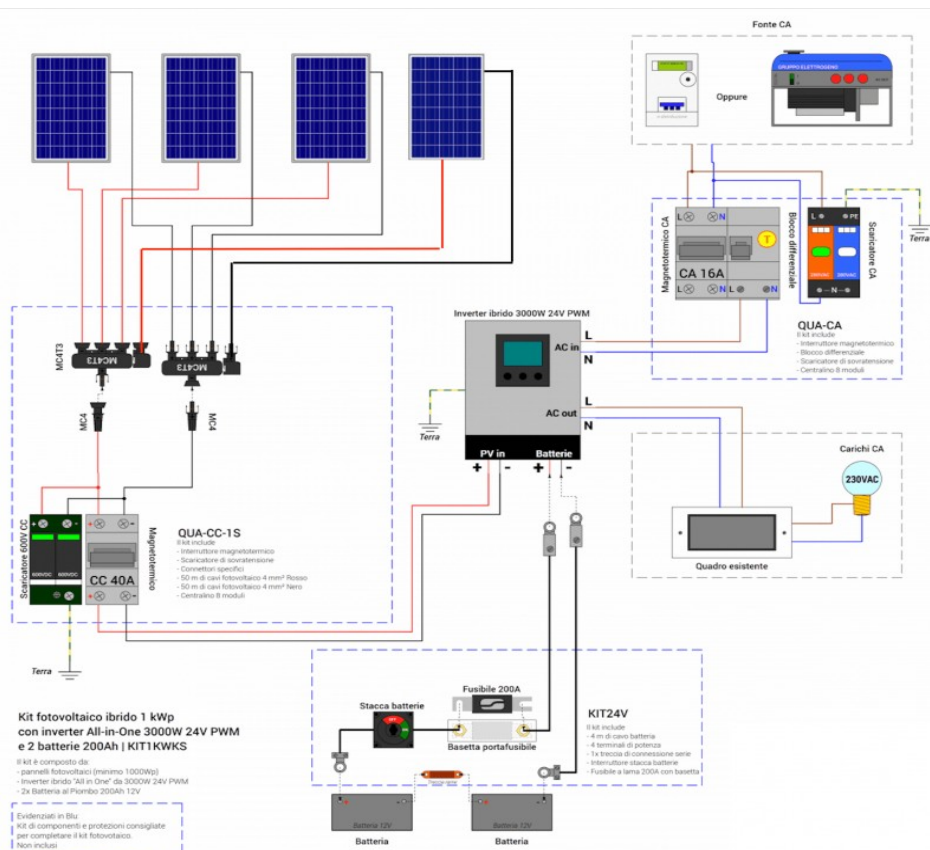 Fonte CA
GRUPPO ELETTROGENO
Oppure
L N
Magnetotermico CA
CA 16A
L N L N
T
Blocco differenziale
L PE
Scaricatore CA
N
Terra
QUA-CA
Il kit include
- Interruttore magnetotermico
- Blocco differenziale
- Scaricatore di sovratensione
- Centralino 8 moduli
MC4T3
MC4T3
MC4T3
MC4
MC4
Inverter ibrido 3000W 24V PWM
L
AC in
N
L
AC out
N
Terra
PV in
Batterie
+ - + -
Carichi CA
230VAC
Quadro esistente
Scaricatore 600V CC
+ -
600VDC 600VDC
+ -
CC 40A
+ -
Magnetotermico
QUA-CC-1S
Il kit include
- Interruttore magnetotermico
- Scaricatore di sovratensione
- Connettori specifici
- 50 m di cavi fotovoltaico 4 mm² Rosso
- 50 m di cavi fotovoltaico 4 mm² Nero
- Centralino 8 moduli
Terra
Stacca batterie
Fusibile 200A
Basetta portafusibile
KIT24V
Il kit include
- 4 m di cavo batteria
- 4 terminali di potenza
- 1x treccia di connessione serie
- Interruttore stacca batterie
- Fusibile a lama 200A con basetta
Batteria 12V
Batteria 12V
Batteria
Batteria
Kit fotovoltaico ibrido 1 kWp
con inverter All-in-One 3000W 24V PWM
e 2 batterie 200Ah | KIT1KWKS
Il kit è composto da:
- pannelli fotovoltaici (minimo 1000Wp)
- Inverter ibrido "All in One" da 3000W 24V PWM
- 2x Batteria al Piombo 200Ah 12V
Evidenziati in Blu
Kit di componenti e protezioni consigliate
per completare il kit fotovotaico.
Non inclusi